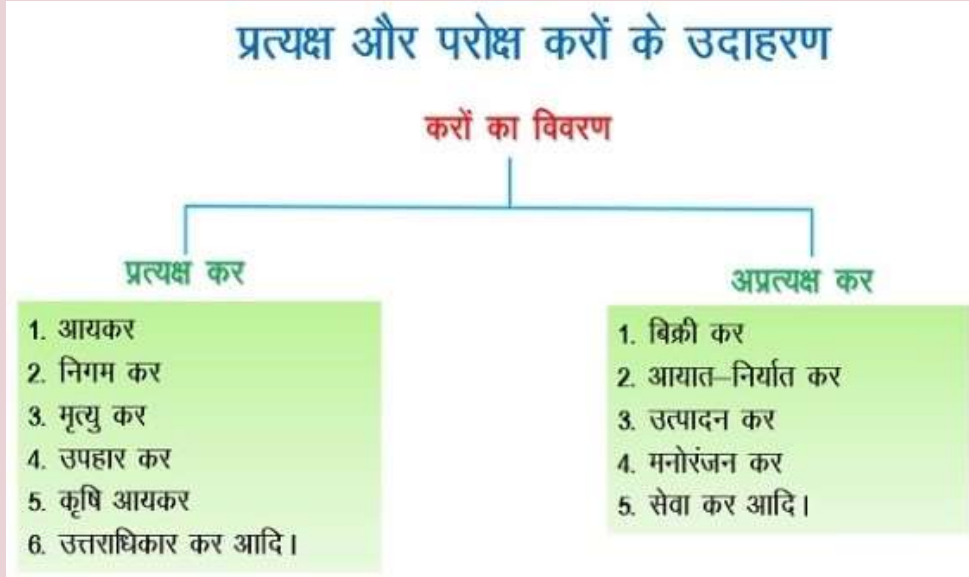 प्रत्यक्ष और परोक्ष करों के उदाहरण
करों का विवरण
प्रत्यक्ष कर
1. आयकर
2. निगम कर
3. मृत्यु कर
4. उपहार कर
5. कृषि आयकर
6. उत्तराधिकार कर आदि।
अप्रत्यक्ष कर
1. बिक्री कर
2. आयात–निर्यात कर
3. उत्पादन कर
4. मनोरंजन कर
5. सेवा कर आदि।